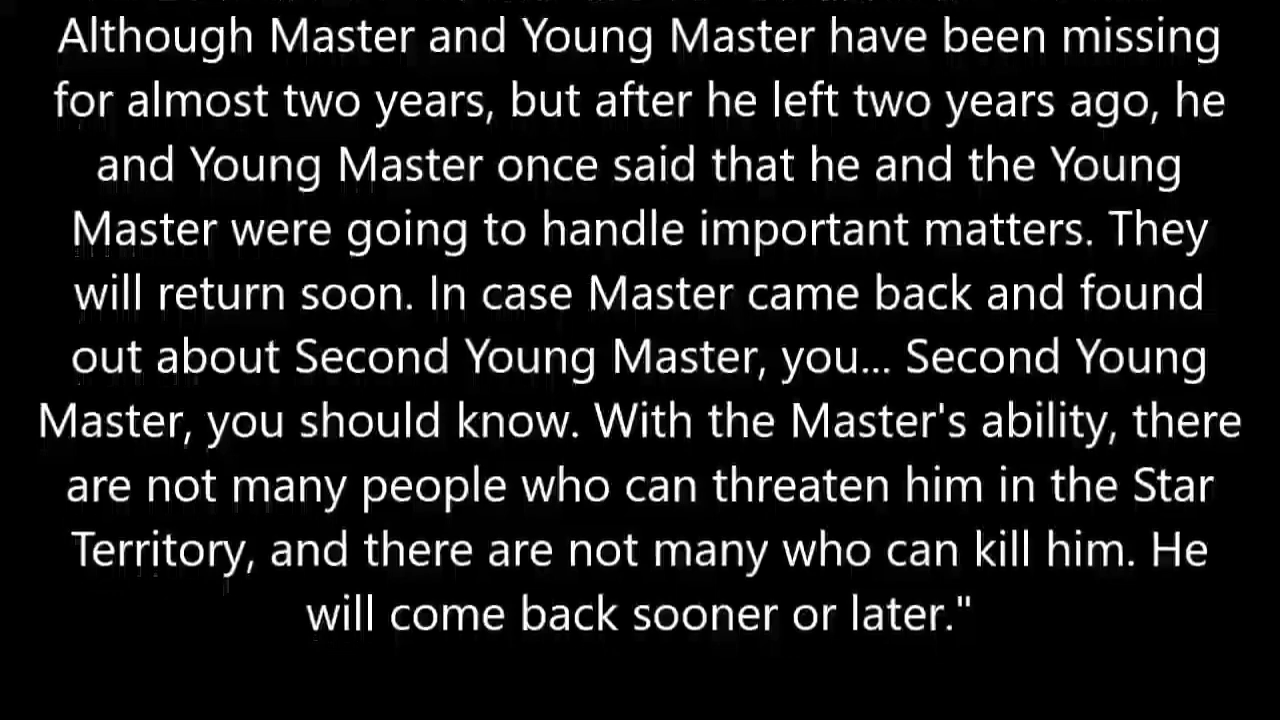 Although Master and Young Master have been missing
for almost two years, but after he left two years ago, he
and Young Master once said that he and the Young
Master were going to handle important matters. They
will return soon. In case Master came back and found
out about Second Young Master, you... Second Young
Master, you should know. With the Master's ability, there
are not many people who can threaten him in the Star
Territory, and there are not many who can kill him. He
will come back sooner or later."